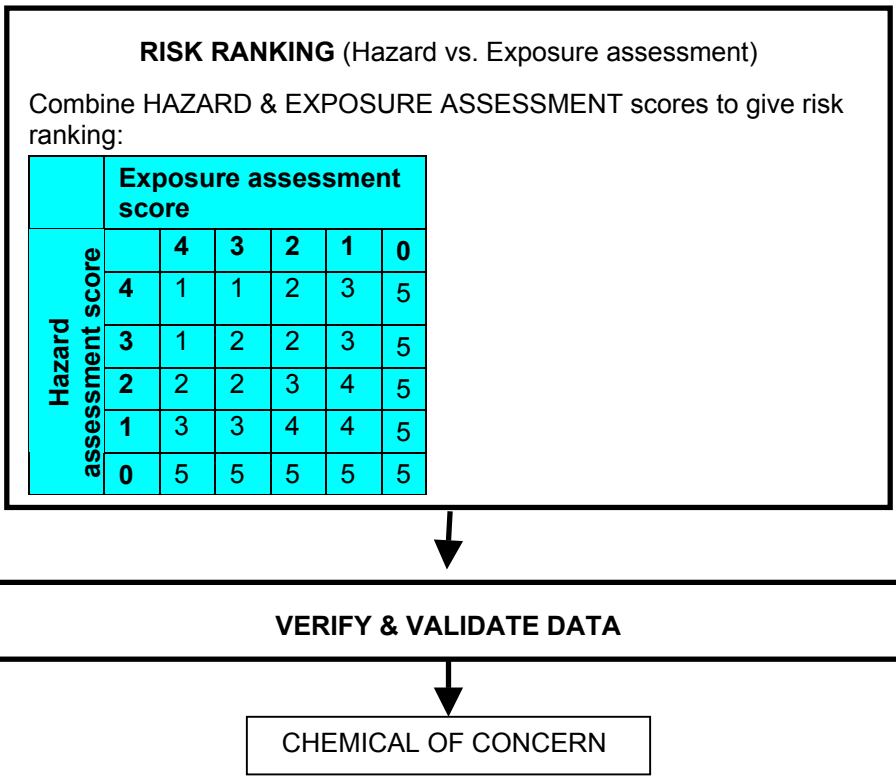 RISK RANKING (Hazard vs. Exposure assessment)
Combine HAZARD & EXPOSURE ASSESSMENT scores to give risk
ranking:
Exposure assessment
score
Hazard
assessment score
4 3 2 1 0
4 1 1 2 3 5
3 1 2 2 3 5
2 2 2 3 4 5
1 3 3 4 4 5
0 5 5 5 5 5
VERIFY & VALIDATE DATA
CHEMICAL OF CONCERN